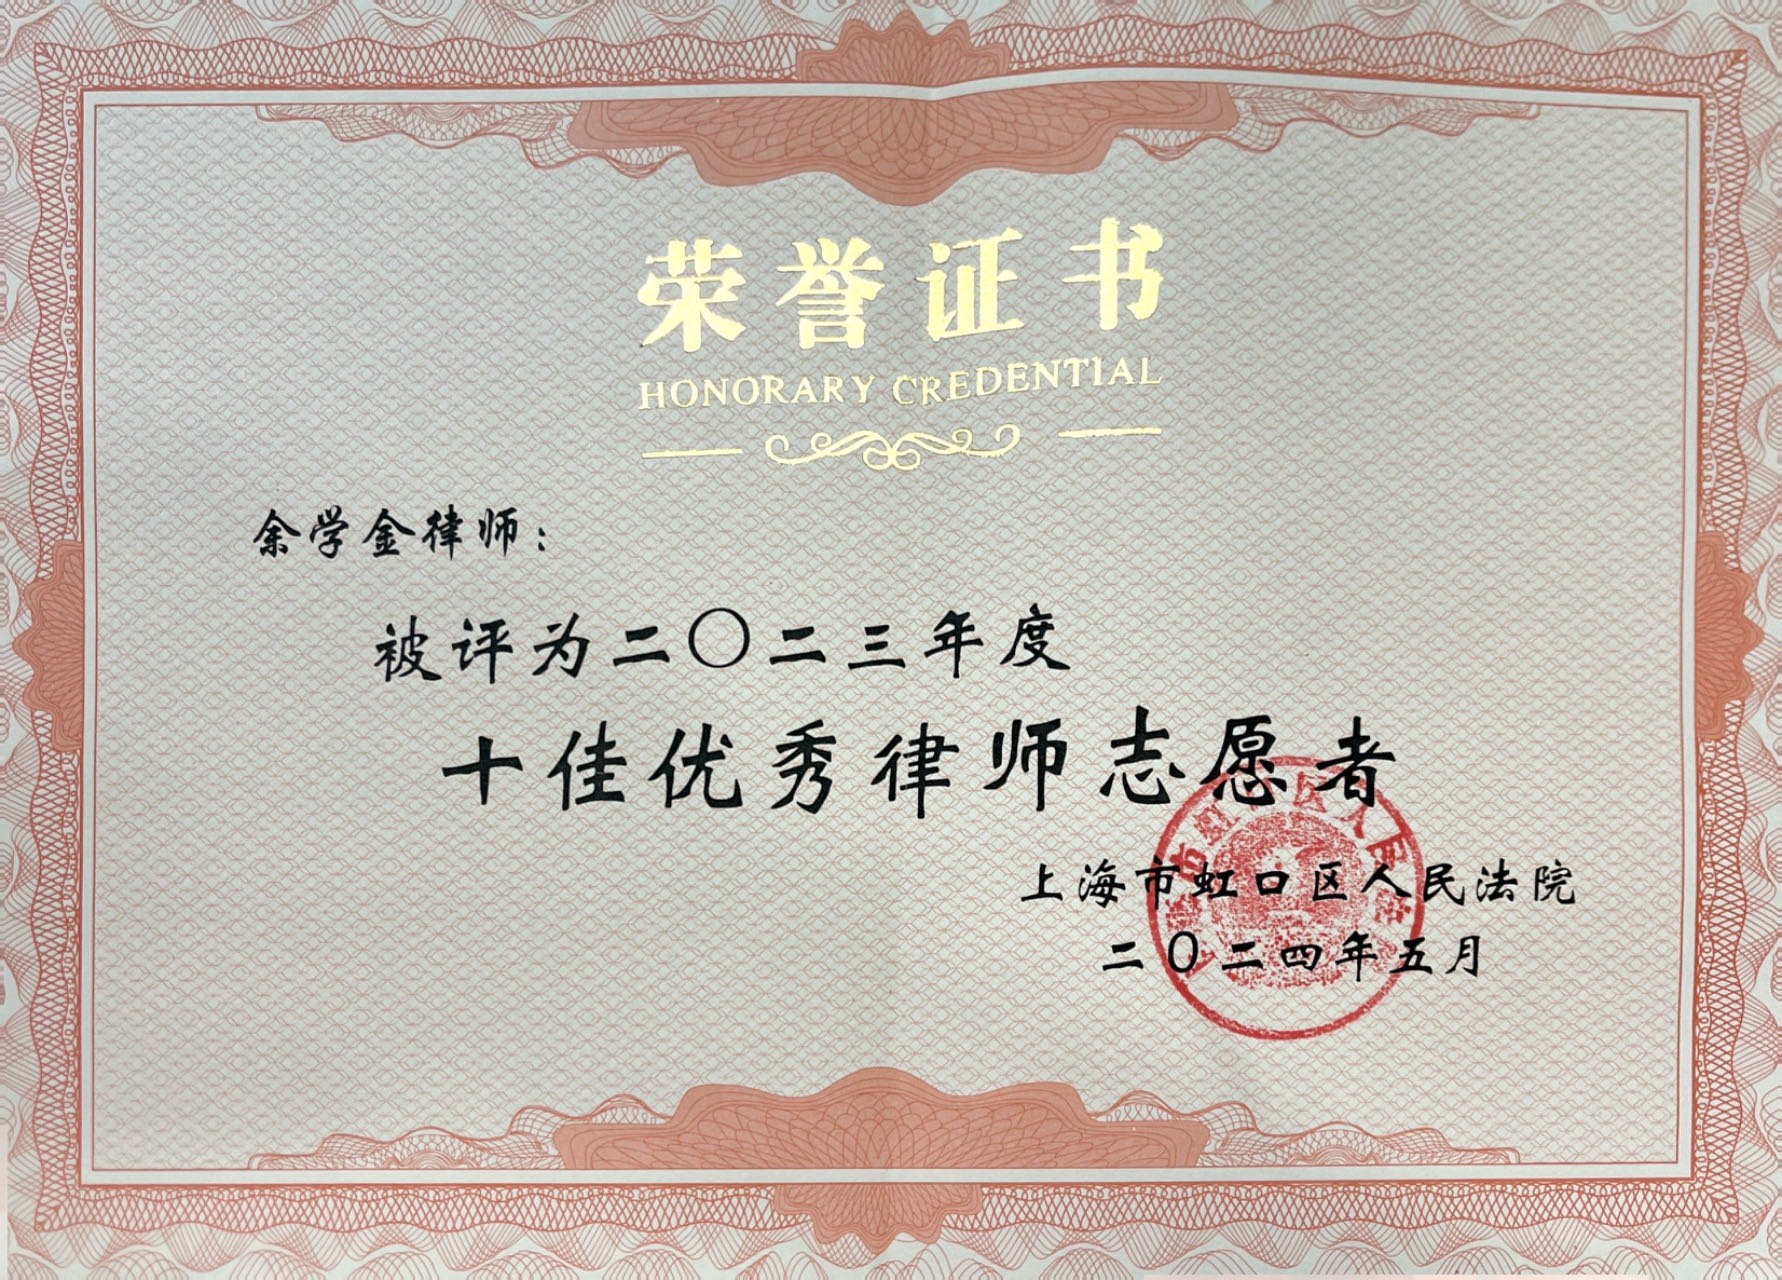 荣誉证书
HONORARY CREDENTIAL
余学金律师：
被评为二〇二三年度
十佳优秀律师志愿者
上海市虹口区人民法院
二〇二四年五月